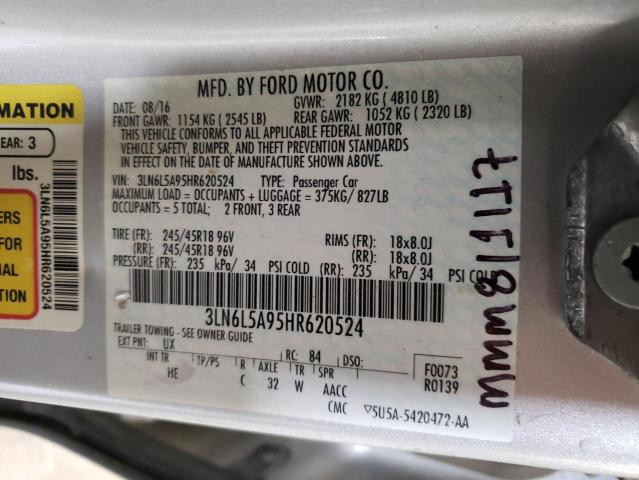 MFD. BY FORD MOTOR CO.
DATE: 08/16 GVWR: 2182 KG (4810 LB)
FRONT GAWR: 1154 KG (2545 LB) REAR GAWR: 1052 KG (2320 LB)
THIS VEHICLE CONFORMS TO ALL APPLICABLE FEDERAL MOTOR
VEHICLE SAFETY, BUMPER, AND THEFT PREVENTION STANDARDS
IN EFFECT ON THE DATE OF MANUFACTURE SHOWN ABOVE.
VIN: 3LN6L5A95HR620524 TYPE: Passenger Car
MAXIMUM LOAD = OCCUPANTS + LUGGAGE = 375KG/ 827LB
OCCUPANTS = 5 TOTAL; 2 FRONT, 3 REAR
TIRE (FR): 245/45R18 96V RIMS (FR): 18x8.0J
(RR): 245/45R18 96V (RR): 18x8.0J
PRESSURE (FR): 235 kPa/ 34 PSI COLD (RR): 235 kPa/ 34 PSI COLD
3LN6L5A95HR620524
TRAILER TOWING - SEE OWNER GUIDE
EXT PNT: UX RC: 84 DSO: F0073
INT TR TP/PS R AXLE TR SPR R0139
HE C 32 W AACC
CMC 5U5A-5420472-AA
MATION
EAR: 3
lbs.
3LN6L5A95HR620524
ERS
FOR
IAL
TION